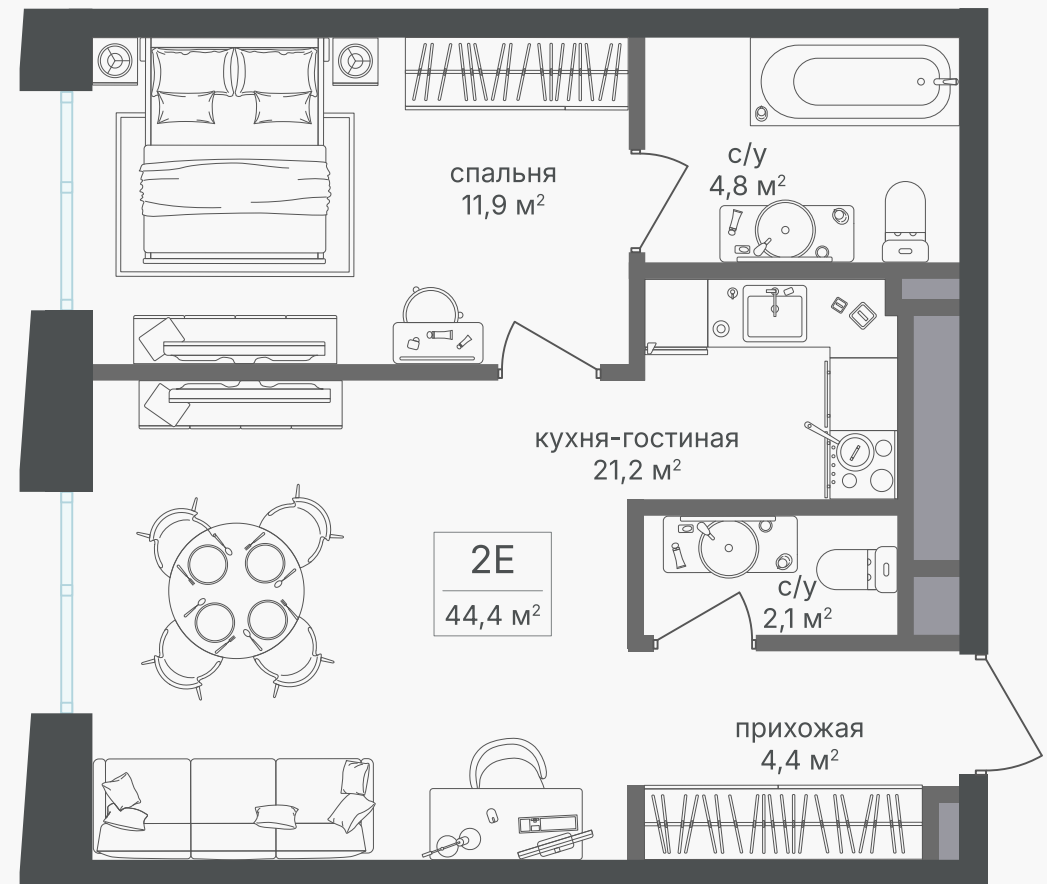 спальня
11,9 м²
с/у
4,8 м²
кухня-гостиная
21,2 м²
2Е
44,4 м²
с/у
2,1 м²
прихожая
4,4 м²